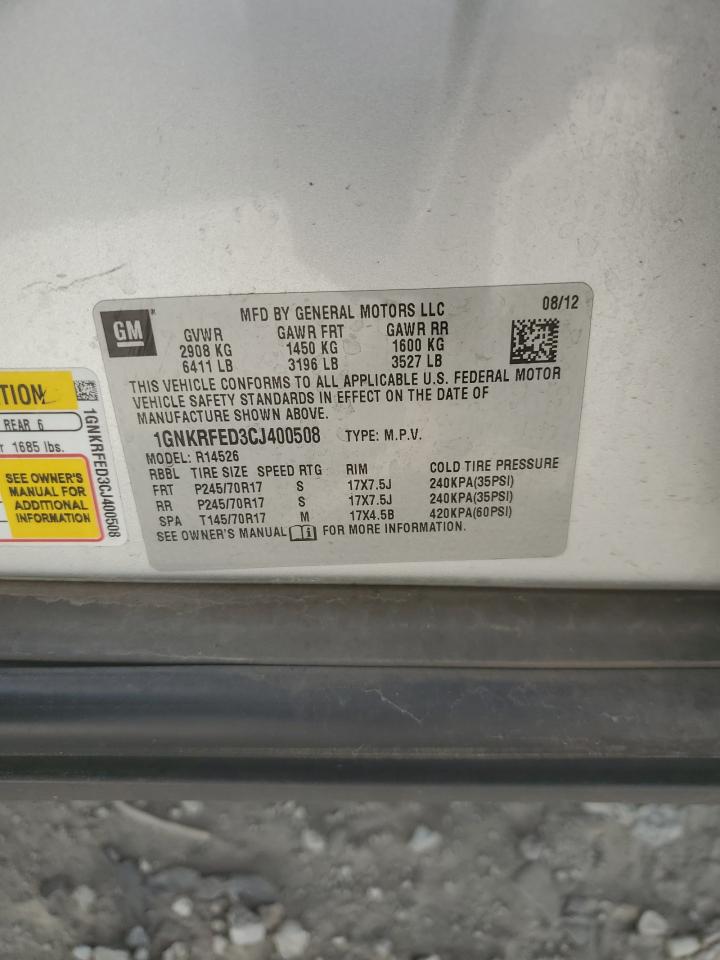 GM
MFD BY GENERAL MOTORS LLC 08/12
GVWR GAWR FRT GAWR RR
2908 KG 1450 KG 1600 KG
6411 LB 3196 LB 3527 LB
THIS VEHICLE CONFORMS TO ALL APPLICABLE U.S. FEDERAL MOTOR
VEHICLE SAFETY STANDARDS IN EFFECT ON THE DATE OF
MANUFACTURE SHOWN ABOVE.
1GNKRFED3CJ400508 TYPE: M.P.V.
MODEL: R14526
RBBL TIRE SIZE SPEED RTG RIM COLD TIRE PRESSURE
FRT P245/70R17 S 17X7.5J 240KPA(35PSI)
RR P245/70R17 S 17X7.5J 240KPA(35PSI)
SPA T145/70R17 M 17X4.5B 420KPA(60PSI)
SEE OWNER'S MANUAL FOR MORE INFORMATION.
TION
REAR 6
r 1685 lbs.
SEE OWNER'S
MANUAL FOR
ADDITIONAL
INFORMATION
1GNKRFED3CJ400508